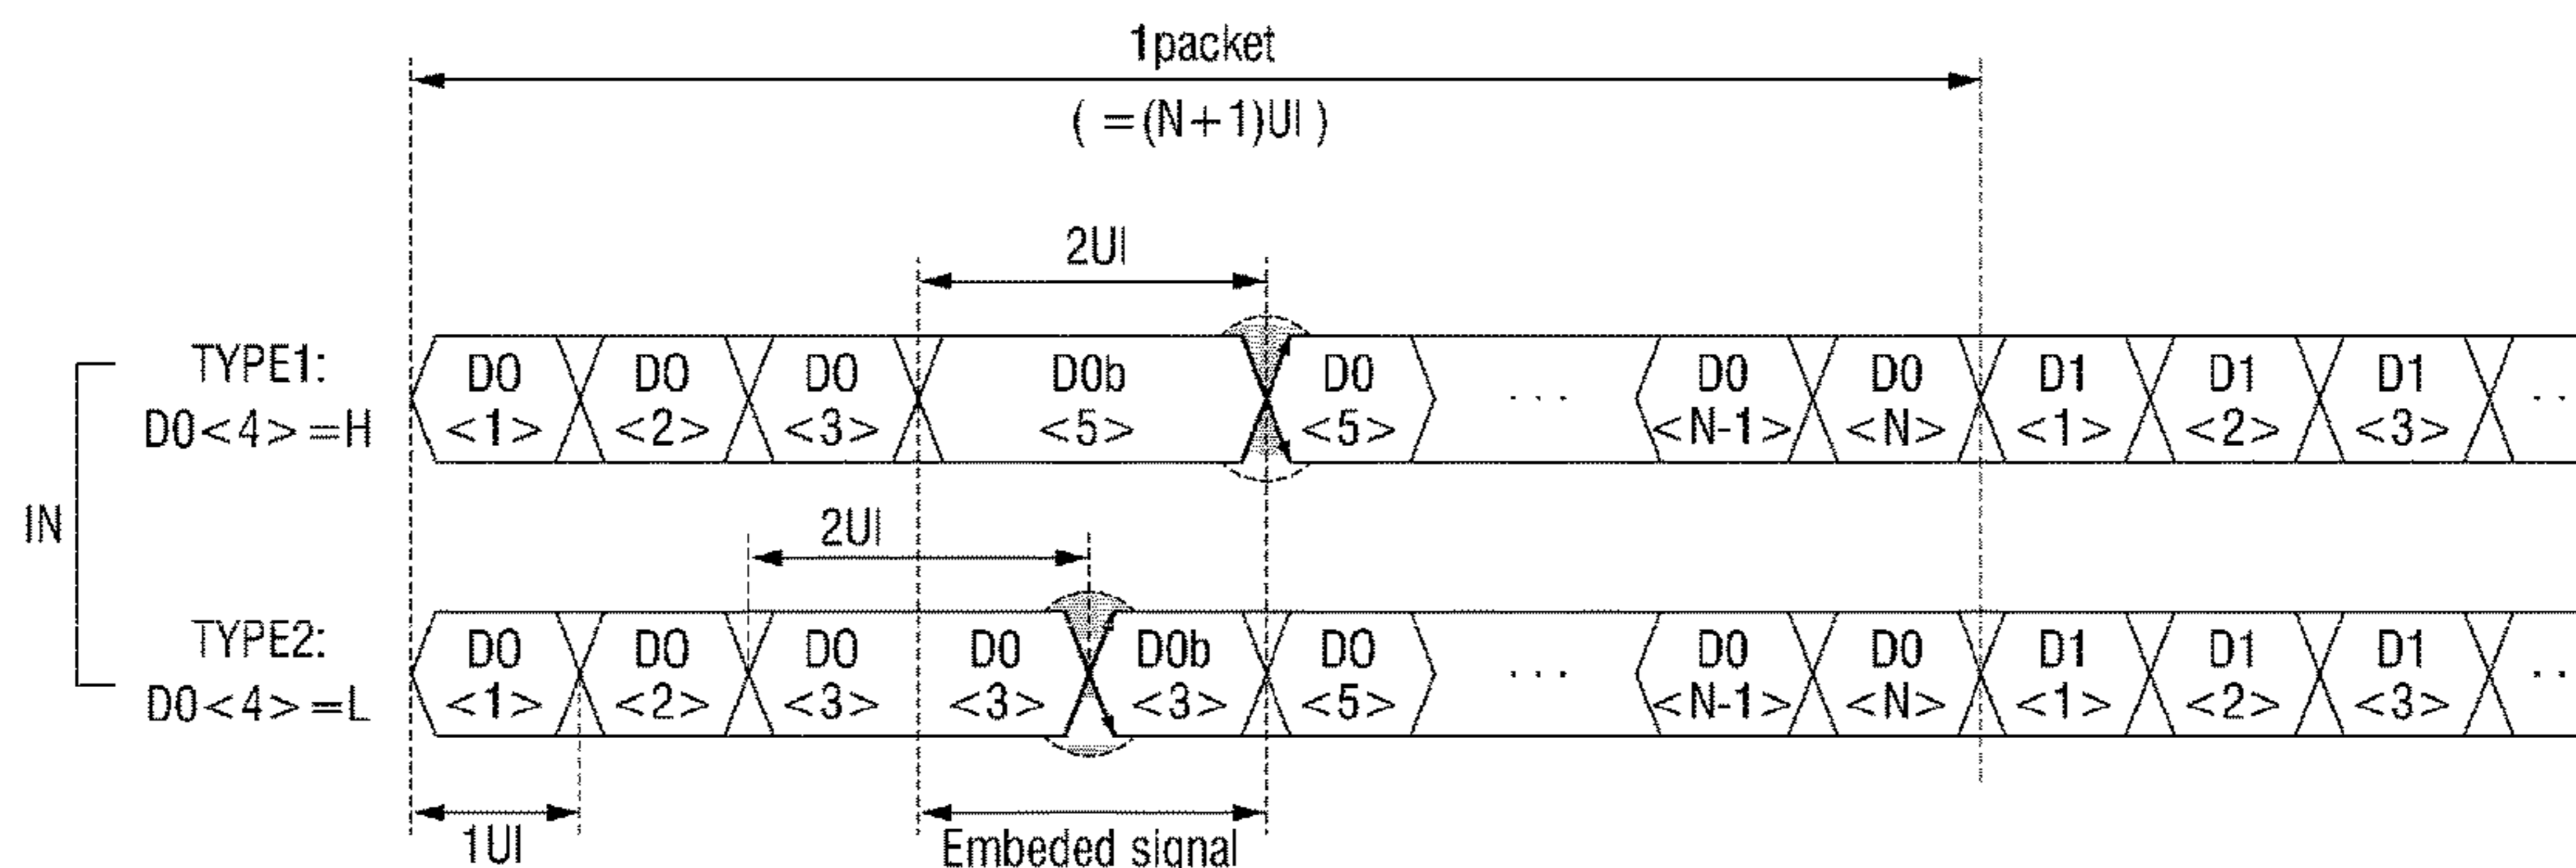 1packet
( =(N+1)UI )
2UI
TYPE1:
D0<4>=H
D0 D0 D0 D0b D0 ... D0 D0 D1 D1 D1 ..
<1> <2> <3> <5> <5> <N-1> <N> <1> <2> <3>
IN
2UI
TYPE2:
D0<4>=L
D0 D0 D0 D0 D0b D0 ... D0 D0 D1 D1 D1 ..
<1> <2> <3> <3> <3> <5> <N-1> <N> <1> <2> <3>
1UI
Embeded signal